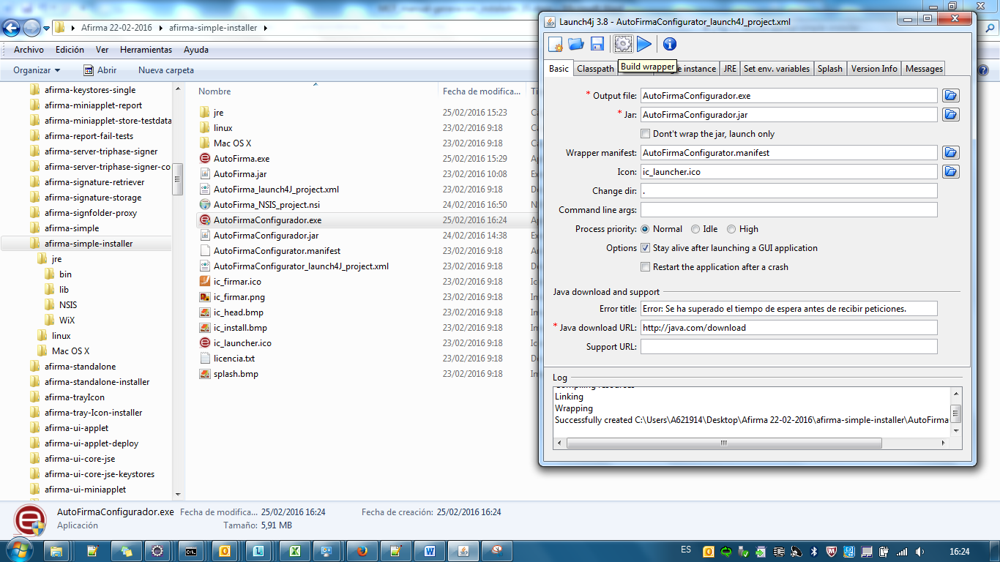 Afirma 22-02-2016
afirma-simple-installer
Archivo Edición Ver Herramientas Ayuda
Organizar Abrir Nueva carpeta
afirma-keystores-single
afirma-miniapplet-report
afirma-miniapplet-store-testdata
afirma-report-fail-tests
afirma-server-triphase-signer
afirma-server-triphase-signer-co
afirma-signature-retriever
afirma-signature-storage
afirma-signfolder-proxy
afirma-simple
afirma-simple-installer
jre
bin
lib
NSIS
WiX
linux
Mac OS X
afirma-standalone
afirma-standalone-installer
afirma-trayIcon
afirma-tray-Icon-installer
afirma-ui-applet
afirma-ui-applet-deploy
afirma-ui-core-jse
afirma-ui-core-jse-keystores
afirma-ui-miniapplet
Nombre Fecha de modifica...
jre 25/02/2016 15:23
linux 23/02/2016 9:18
Mac OS X 23/02/2016 9:18
AutoFirma.exe 25/02/2016 15:29
AutoFirma.jar 23/02/2016 10:08
AutoFirma_launch4J_project.xml 23/02/2016 9:18
AutoFirma_NSIS_project.nsi 24/02/2016 16:50
AutoFirmaConfigurador.exe 25/02/2016 16:24
AutoFirmaConfigurador.jar 24/02/2016 14:38
AutoFirmaConfigurator.manifest 23/02/2016 9:18
AutoFirmaConfigurator_launch4J_project.xml 23/02/2016 9:18
ic_firmar.ico 23/02/2016 9:18
ic_firmar.png 23/02/2016 9:18
ic_head.bmp 23/02/2016 9:18
ic_install.bmp 23/02/2016 9:18
ic_launcher.ico 23/02/2016 9:18
licencia.txt 23/02/2016 9:18
splash.bmp 23/02/2016 9:18
Launch4j 3.8 - AutoFirmaConfigurator_launch4J_project.xml
Build wrapper
Basic Classpath instance JRE Set env. variables Splash Version Info Messages
* Output file: AutoFirmaConfigurador.exe
* Jar: AutoFirmaConfigurador.jar
Dont't wrap the jar, launch only
Wrapper manifest: AutoFirmaConfigurator.manifest
Icon: ic_launcher.ico
Change dir: .
Command line args:
Process priority: Normal Idle High
Options Stay alive after launching a GUI application
Restart the application after a crash
Java download and support
Error title: Error: Se ha superado el tiempo de espera antes de recibir peticiones.
* Java download URL: http://java.com/download
Support URL:
Log
Linking
Wrapping
Successfully created C:\Users\A621914\Desktop\Afirma 22-02-2016\afirma-simple-installer\AutoFirma
AutoFirmaConfigurador.exe Fecha de modifica... 25/02/2016 16:24 Fecha de creación: 25/02/2016 16:24
Aplicación Tamaño: 5,91 MB
ES 16:24